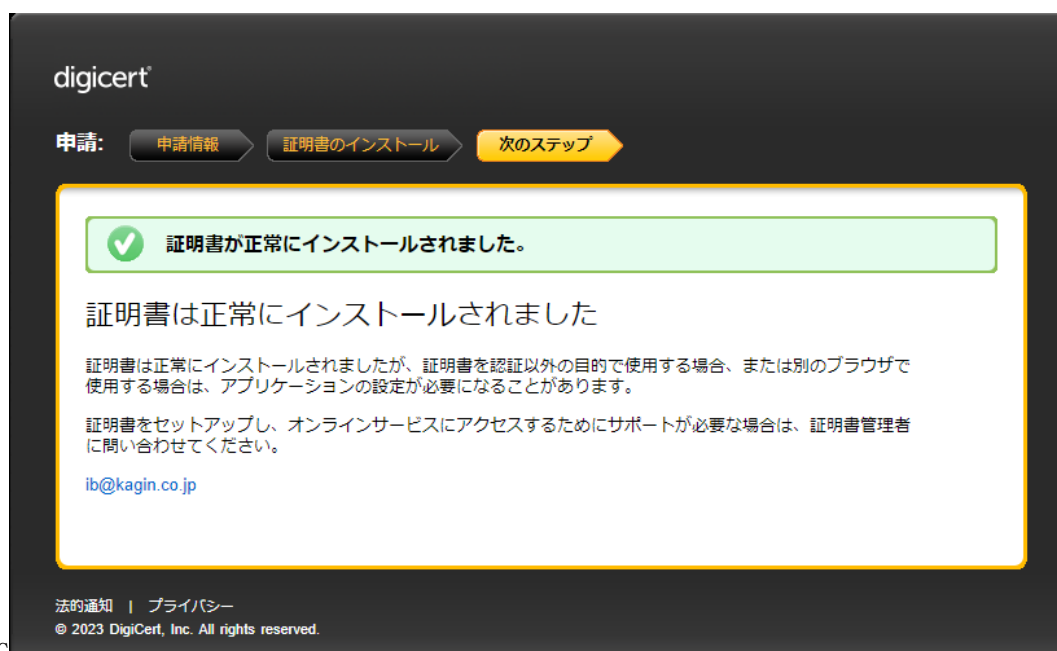 digicert®
申請: 申請情報 証明書のインストール 次のステップ
証明書が正常にインストールされました。
証明書は正常にインストールされました
証明書は正常にインストールされましたが、証明書を認証以外の目的で使用する場合、または別のブラウザで
使用する場合は、アプリケーションの設定が必要になることがあります。
証明書をセットアップし、オンラインサービスにアクセスするためにサポートが必要な場合は、証明書管理者
に問い合わせてください。
ib@kagin.co.jp
法的通知 | プライバシー
© 2023 DigiCert, Inc. All rights reserved.